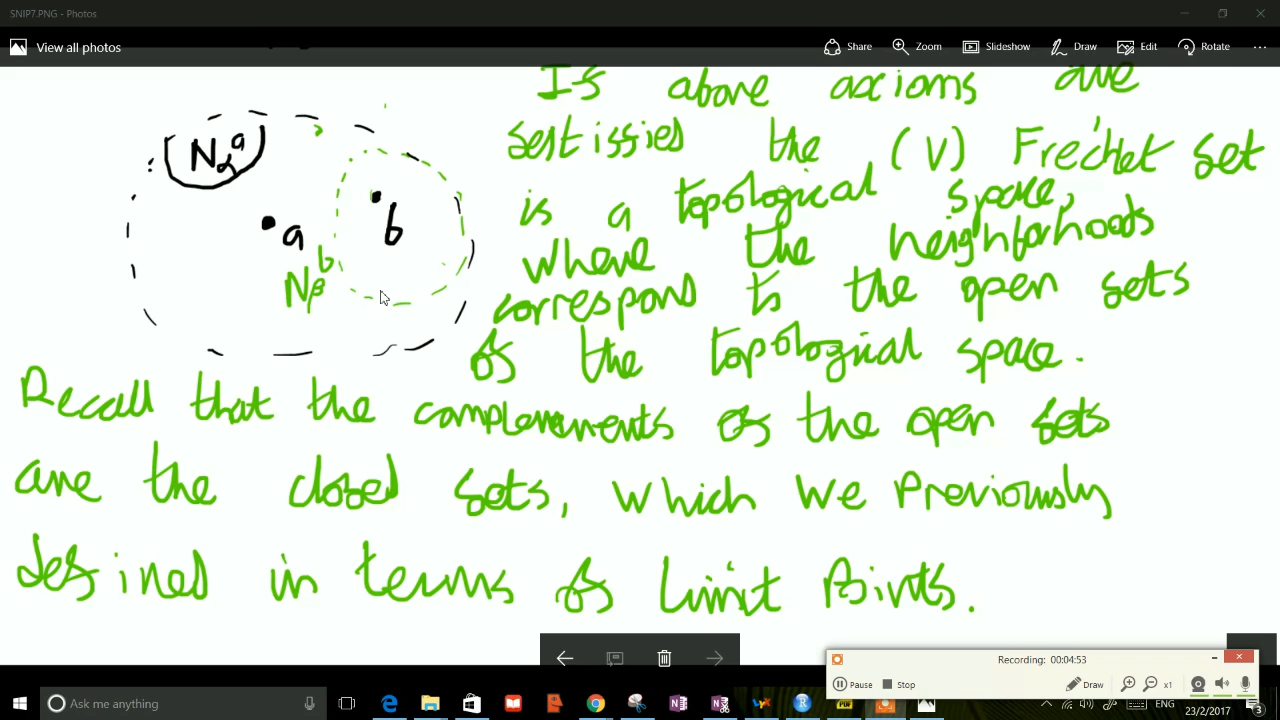 SNIP7.PNG - Photos
View all photos
Share
Zoom
Slideshow
Draw
Edit
Rotate
If above axioms are
satisfied the (V) Fréchet set
is a topological space,
where the neighborhoods
correspond to the open sets
of the topological space.
Nα^a
a
b
Nβ^b
Recall that the complements of the open sets
are the closed sets, which we previously
defined in terms of limit Points.
Recording: 00:04:53
Pause
Stop
Draw
x1
Ask me anything
ENG
23/2/2017
3